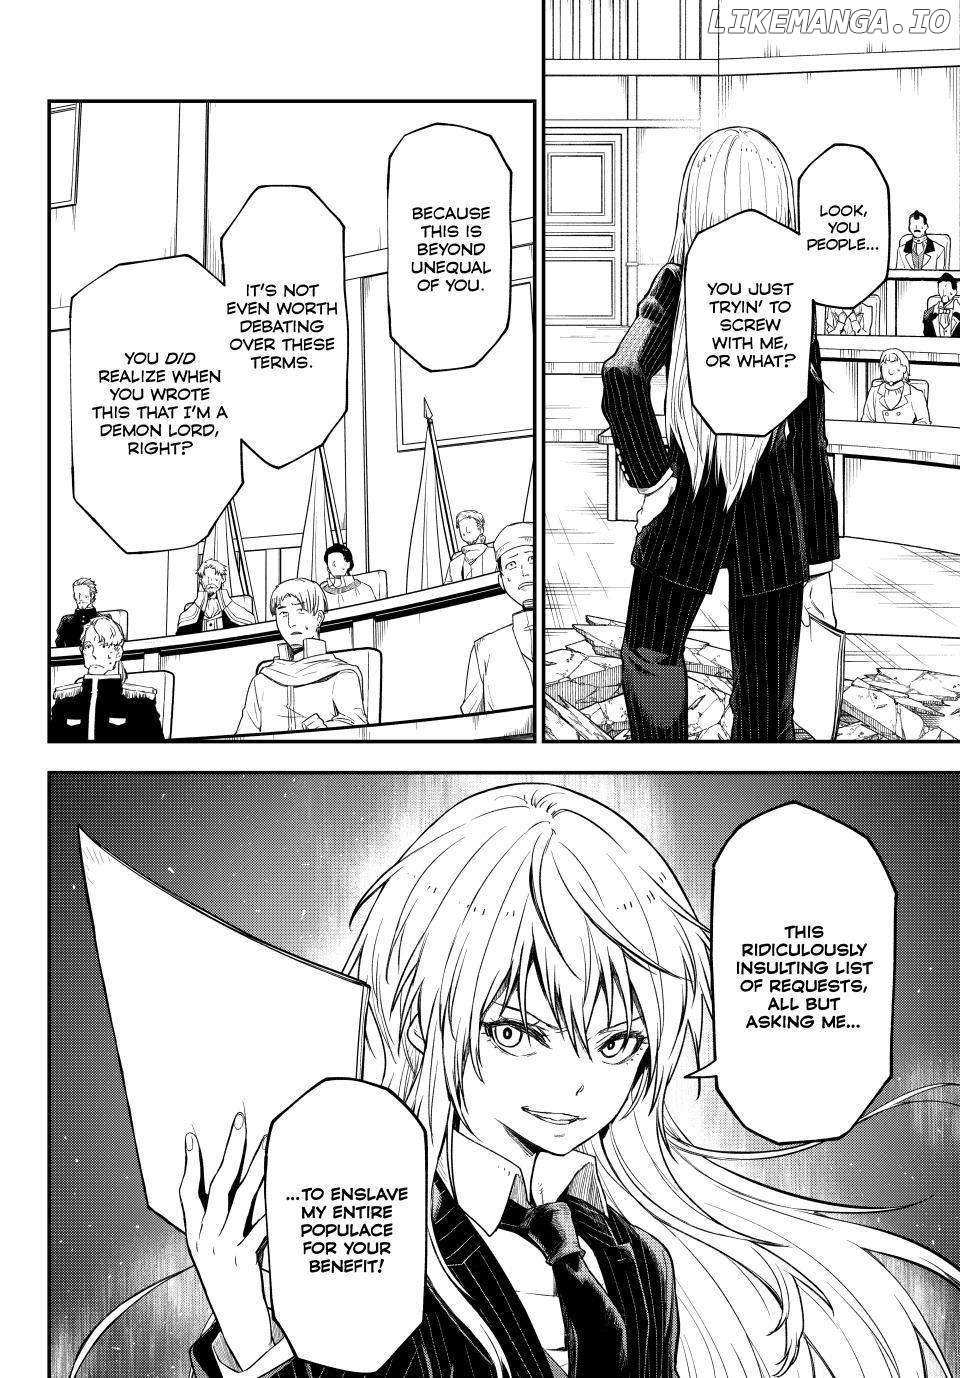 LIKEMANGA.IO
LOOK,
YOU
PEOPLE...
YOU JUST
TRYIN' TO
SCREW
WITH ME,
OR WHAT?
BECAUSE
THIS IS
BEYOND
UNEQUAL
OF YOU.
IT'S NOT
EVEN WORTH
DEBATING
OVER THESE
TERMS.
YOU DID
REALIZE WHEN
YOU WROTE
THIS THAT I'M A
DEMON LORD,
RIGHT?
THIS
RIDICULOUSLY
INSULTING LIST
OF REQUESTS,
ALL BUT
ASKING ME...
...TO ENSLAVE
MY ENTIRE
POPULACE
FOR YOUR
BENEFIT!